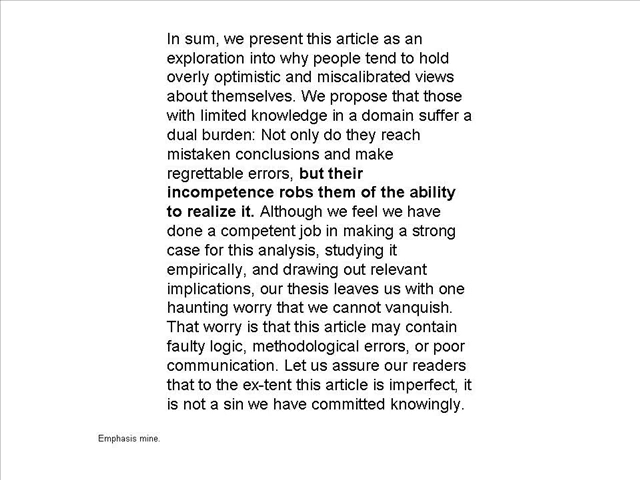 In sum, we present this article as an
exploration into why people tend to hold
overly optimistic and miscalibrated views
about themselves. We propose that those
with limited knowledge in a domain suffer a
dual burden: Not only do they reach
mistaken conclusions and make
regrettable errors, but their
incompetence robs them of the ability
to realize it. Although we feel we have
done a competent job in making a strong
case for this analysis, studying it
empirically, and drawing out relevant
implications, our thesis leaves us with one
haunting worry that we cannot vanquish.
That worry is that this article may contain
faulty logic, methodological errors, or poor
communication. Let us assure our readers
that to the ex-tent this article is imperfect, it
is not a sin we have committed knowingly.
Emphasis mine.